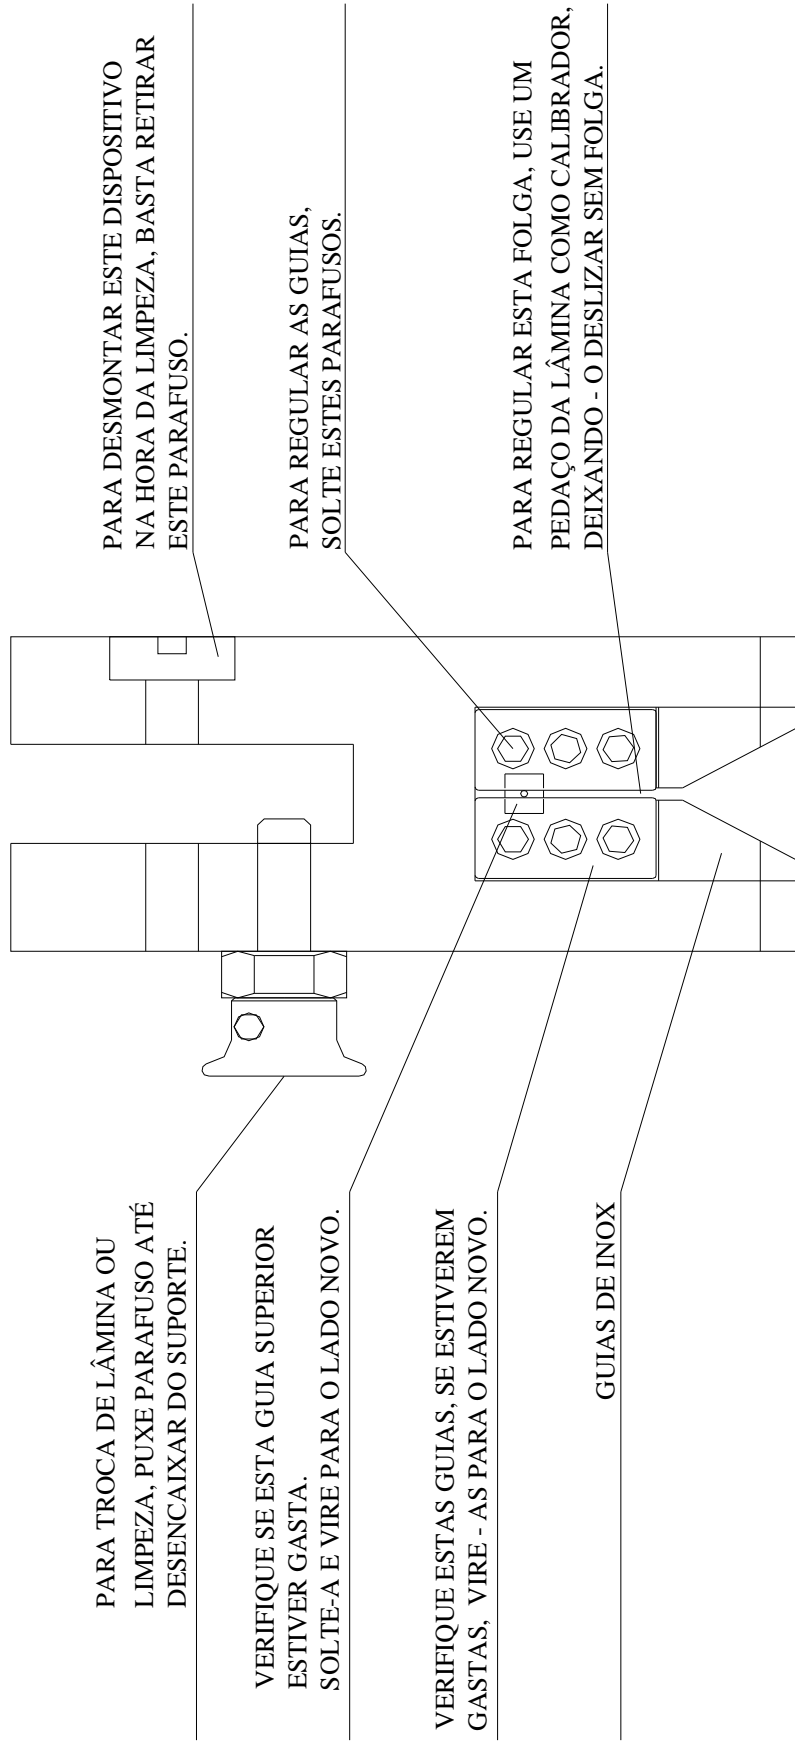 PARA TROCA DE LÂMINA OU
LIMPEZA, PUXE PARAFUSO ATÉ
DESENCAIXAR DO SUPORTE.
VERIFIQUE SE ESTA GUIA SUPERIOR
ESTIVER GASTA.
SOLTE-A E VIRE PARA O LADO NOVO.
VERIFIQUE ESTAS GUIAS, SE ESTIVEREM
GASTAS, VIRE - AS PARA O LADO NOVO.
GUIAS DE INOX
PARA DESMONTAR ESTE DISPOSITIVO
NA HORA DA LIMPEZA, BASTA RETIRAR
ESTE PARAFUSO.
PARA REGULAR AS GUIAS,
SOLTE ESTES PARAFUSOS.
PARA REGULAR ESTA FOLGA, USE UM
PEDAÇO DA LÂMINA COMO CALIBRADOR,
DEIXANDO - O DESLIZAR SEM FOLGA.